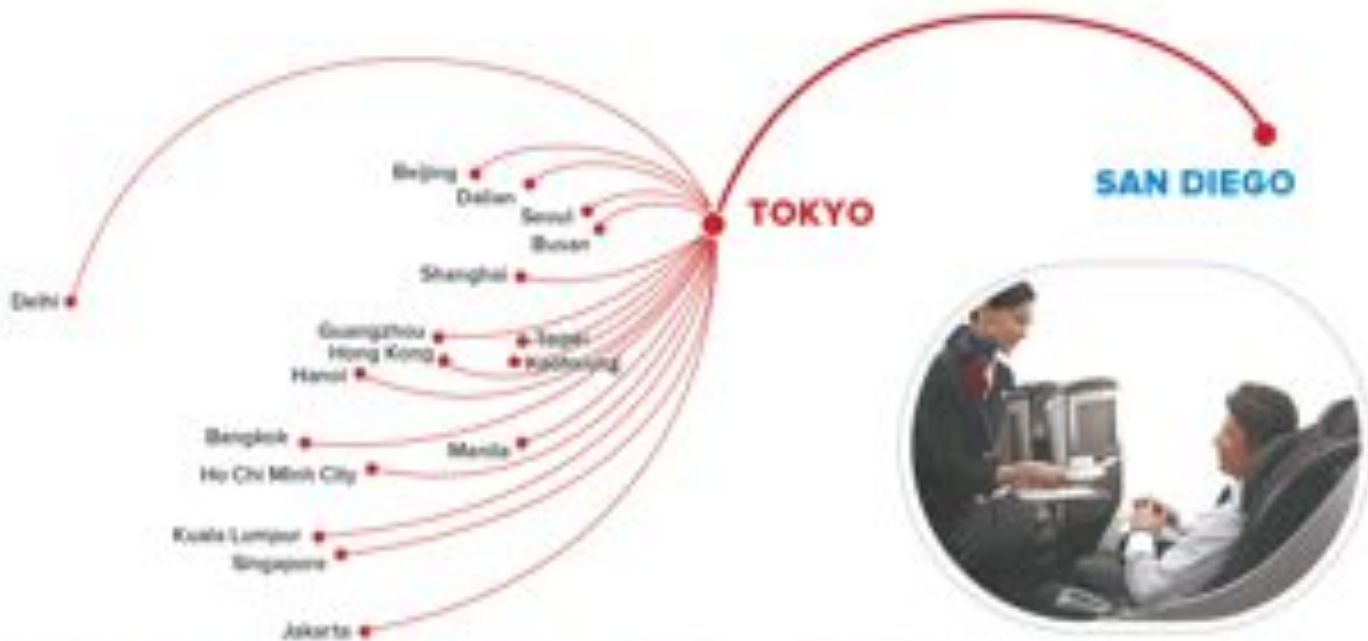 Beijing
Dalian
Seoul
Busan
TOKYO
SAN DIEGO
Shanghai
Delhi
Guangzhou
Taipei
Hong Kong
Kaohsiung
Hanoi
Bangkok
Manila
Ho Chi Minh City
Kuala Lumpur
Singapore
Jakarta